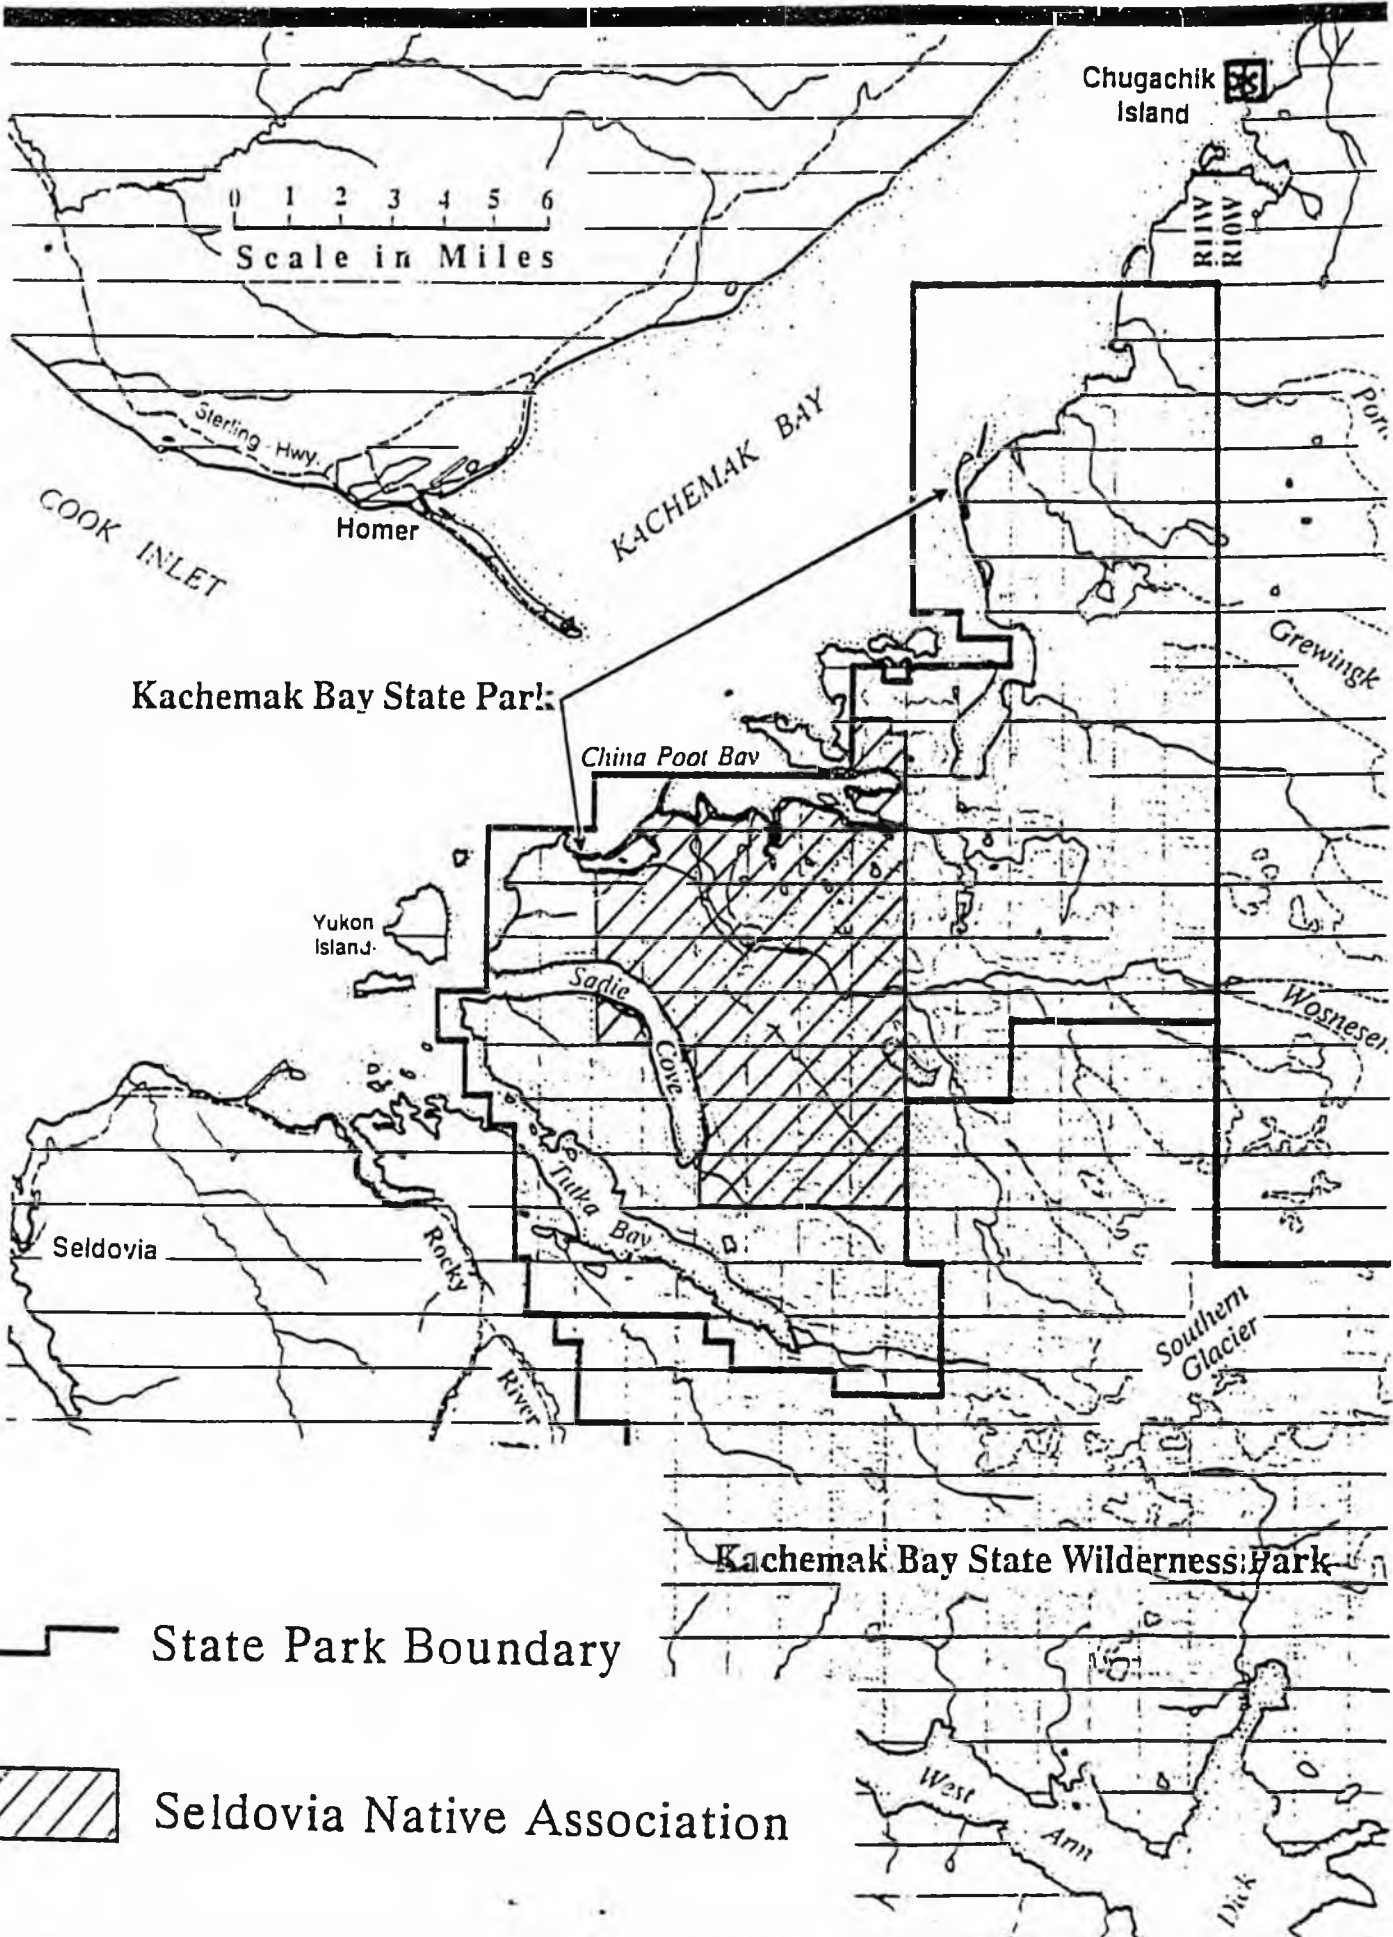 Chugachik
Island
0 1 2 3 4 5 6
Scale in Miles
R11W
R10W
Sterling Hwy.
COOK INLET
Homer
KACHEMAK BAY
Grewingk
Kachemak Bay State Park
China Poot Bay
Yukon
Island
Sadie
Cove
Tutka
Bay
Seldovia
Rocky
River
Southern
Glacier
Kachemak Bay State Wilderness Park
State Park Boundary
Seldovia Native Association
West
Arm
Dick